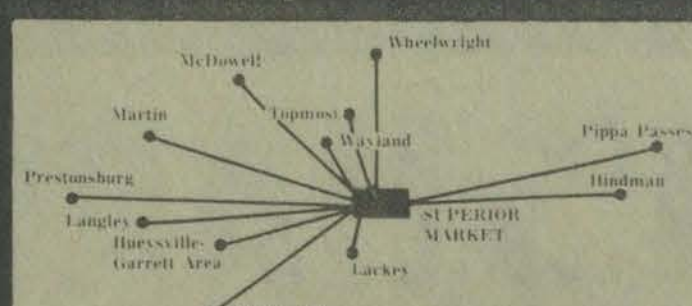 Wheelwright
McDowell
Martin
Topmost
Wayland
Pippa Passes
Prestonsburg
Hindman
Langley
SUPERIOR
MARKET
Hueysville-
Garrett Area
Lackey